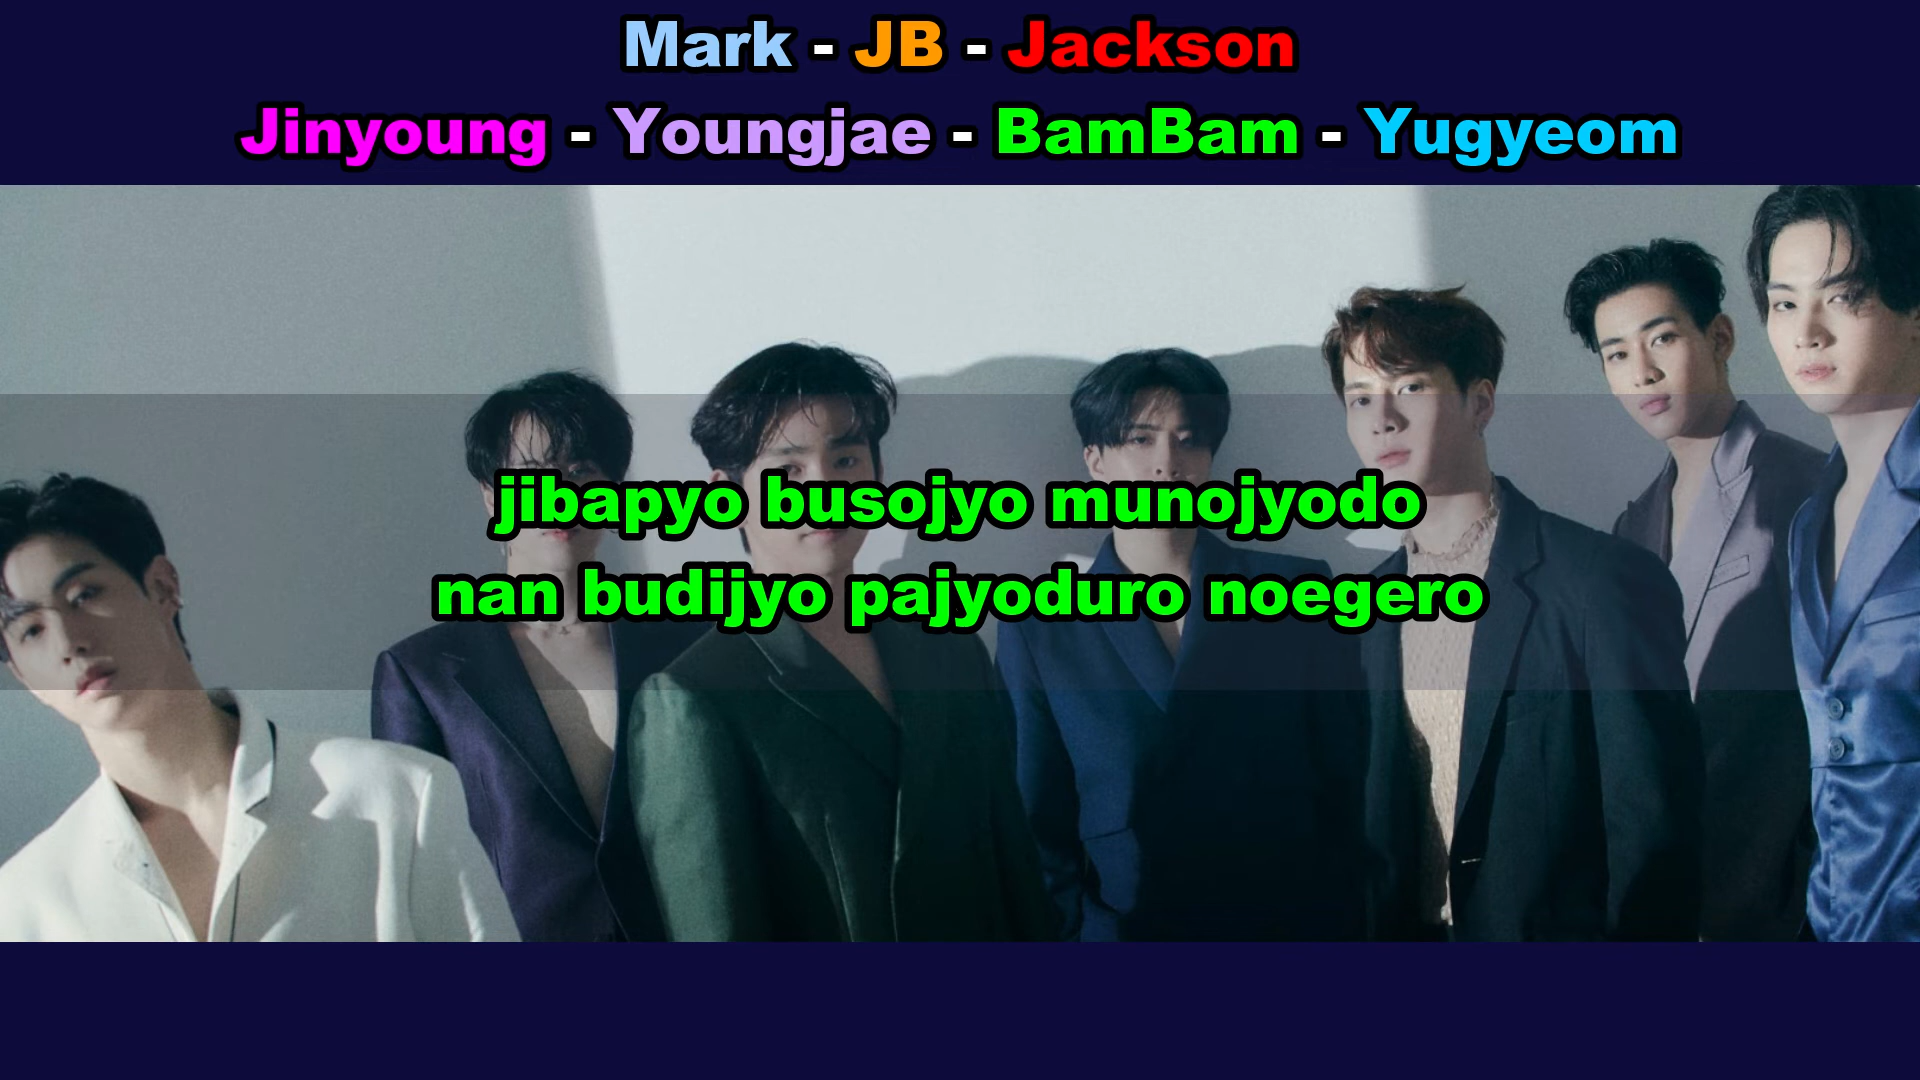 Mark - JB - Jackson
Jinyoung - Youngjae - BamBam - Yugyeom
jibapyo busojyo munojyodo
nan budijyo pajyoduro noegero